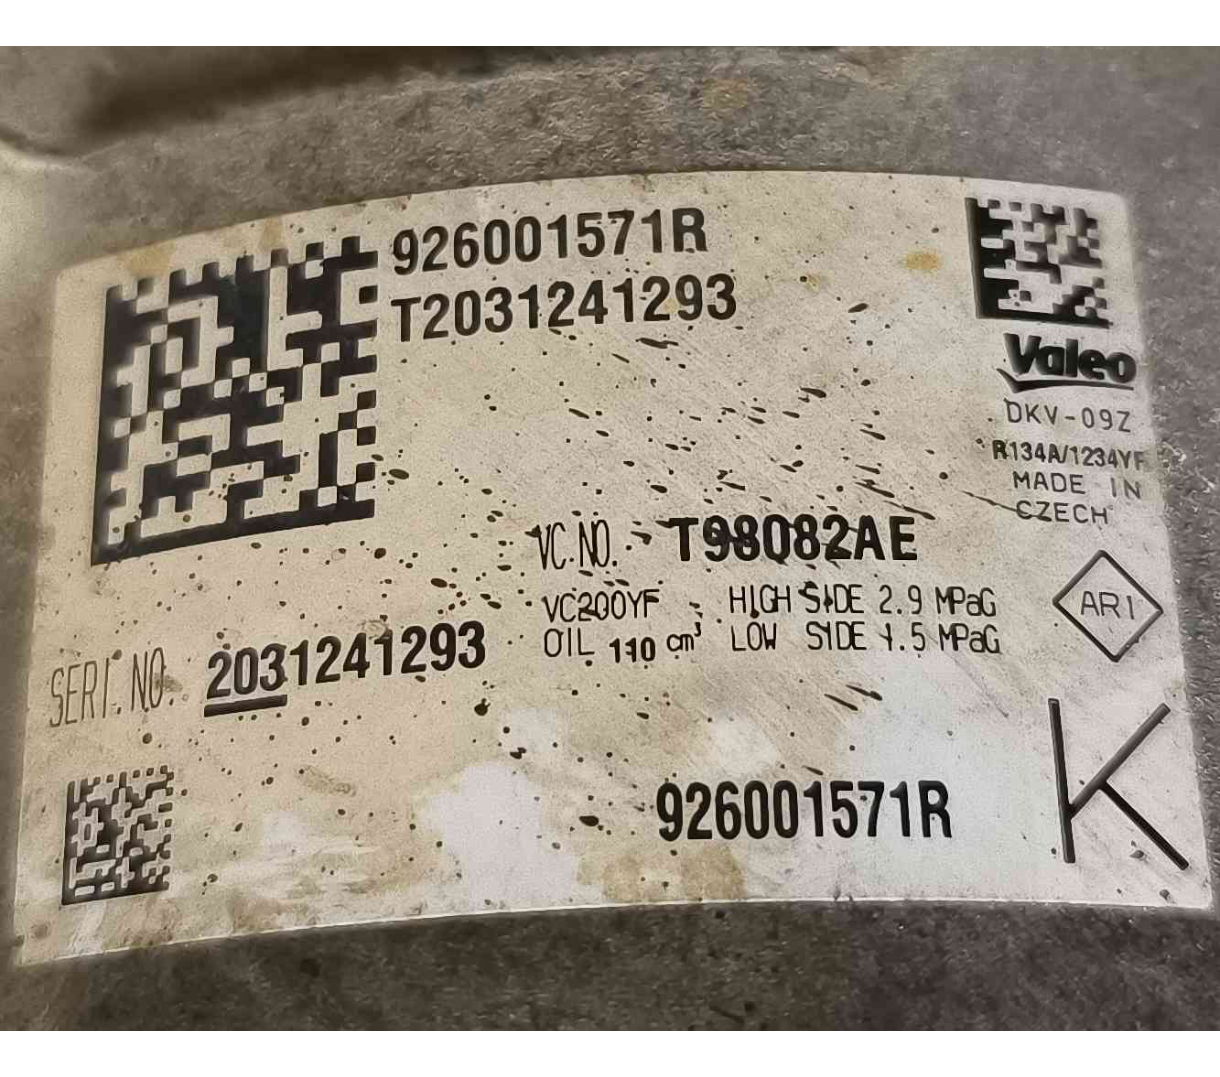 926001571R
T2031241293
Valeo
DKV-09Z
R134A/1234YF
MADE IN
CZECH
VC.NO. T98082AE
VC200YF HIGH SIDE 2.9 MPaG
OIL 110 cm³ LOW SIDE 1.5 MPaG
AR1
SERI.NO. 2031241293
926001571R
K